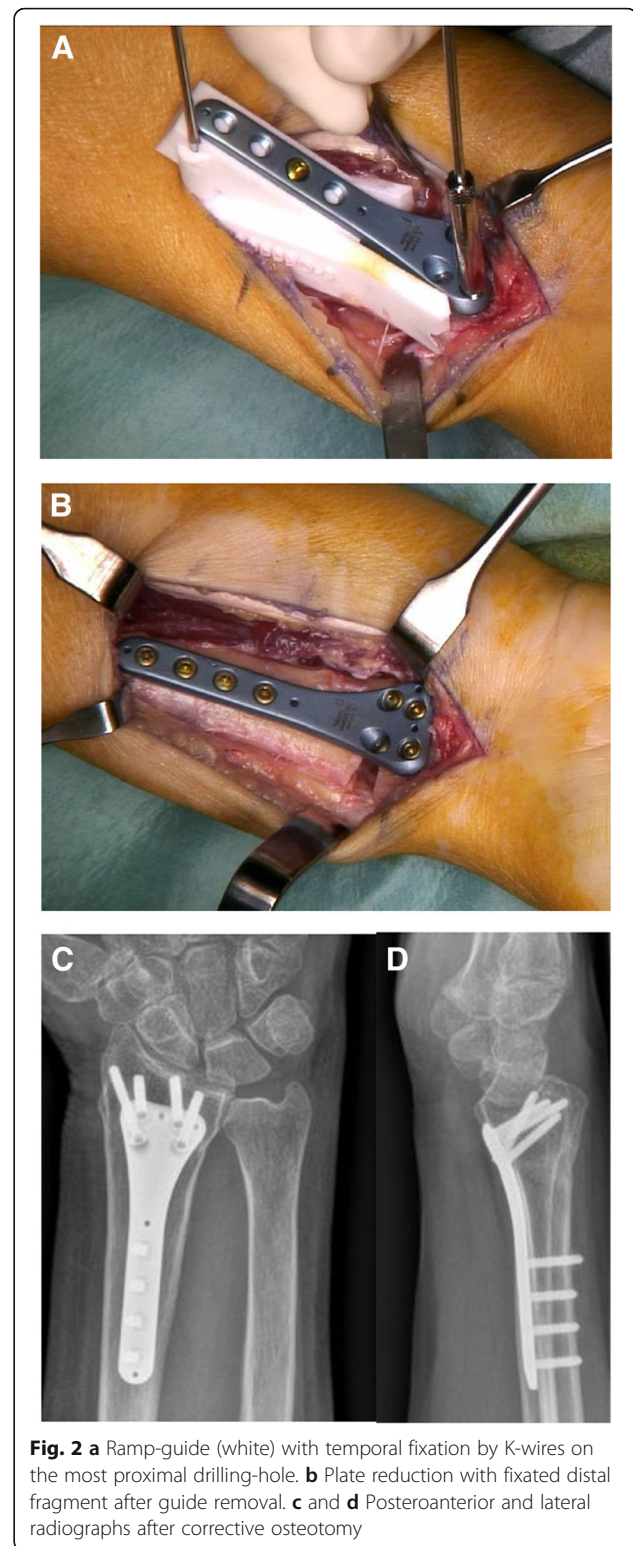 A
B
C
D
Fig. 2 a Ramp-guide (white) with temporal fixation by K-wires on
the most proximal drilling-hole. b Plate reduction with fixated distal
fragment after guide removal. c and d Posteroanterior and lateral
radiographs after corrective osteotomy